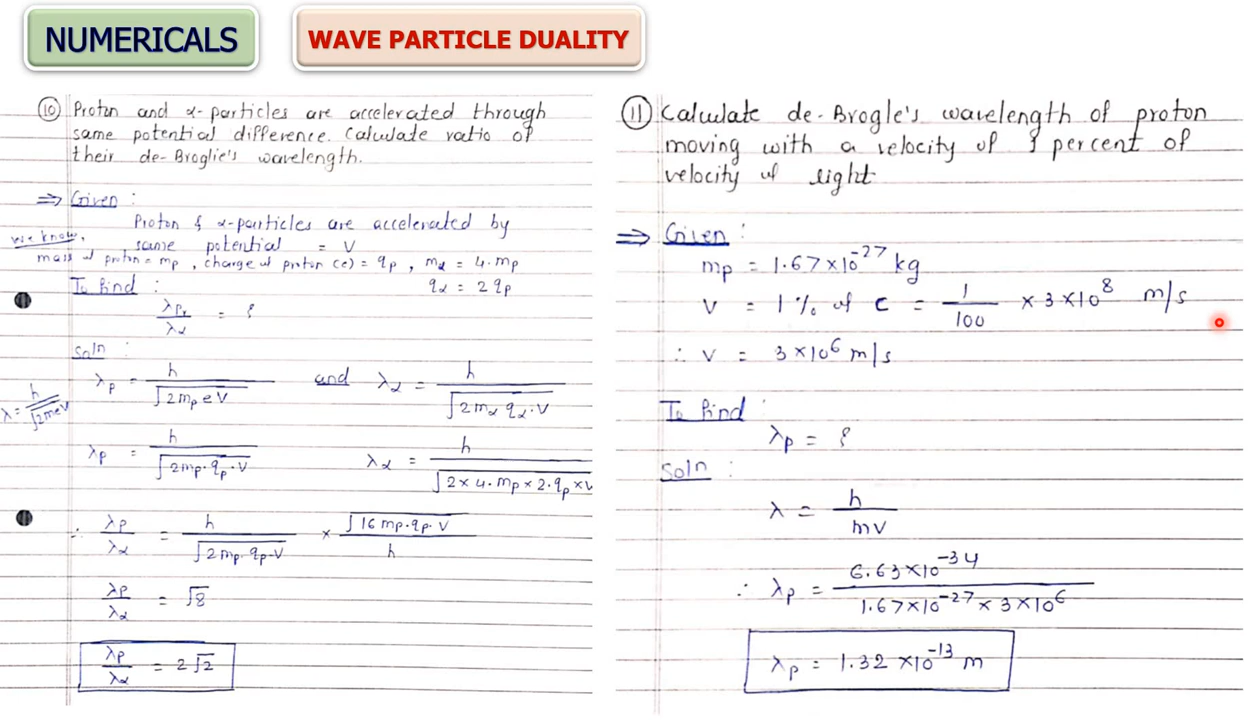 NUMERICALS
WAVE PARTICLE DUALITY
⑩ Proton and α-particles are accelerated through
same potential difference. Calculate ratio of
their de-Broglie's wavelength.
⇒ Given :
Proton & α-particles are accelerated by
same potential = V
we know,
mass of proton = mp , charge of proton (e) = qp , mα = 4·mp
qα = 2qp
To find :
λp/λα = ?
Soln :
λ = h/√2meV
λp = h/√2mpeV and λα = h/√2mα qα·V
λp = h/√2mp·qp·V λα = h/√2×4·mp×2·qp×V
∴ λp/λα = h/√2mp·qp·V × √16mp·qp·V/h
λp/λα = √8
λp/λα = 2√2
⑪ Calculate de-Brogle's wavelength of proton
moving with a velocity of 1 percent of
velocity of light
⇒ Given :
mp = 1.67×10⁻²⁷ kg
V = 1% of C = 1/100 × 3×10⁸ m/s
∴ V = 3×10⁶ m/s
To find :
λp = ?
Soln :
λ = h/mv
∴ λp = 6.63×10⁻³⁴/1.67×10⁻²⁷×3×10⁶
λp = 1.32×10⁻¹³ m